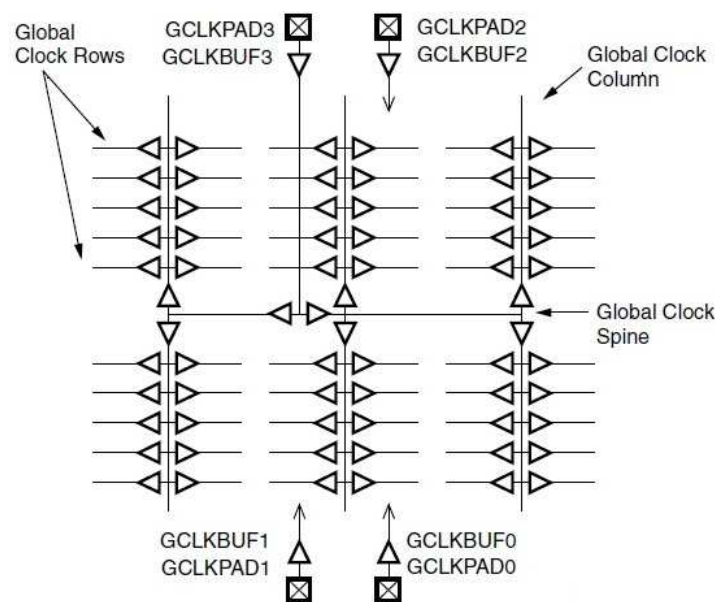 Global
Clock Rows
GCLKPAD3
GCLKBUF3
GCLKPAD2
GCLKBUF2
Global Clock
Column
Global Clock
Spine
GCLKBUF1
GCLKPAD1
GCLKBUF0
GCLKPAD0